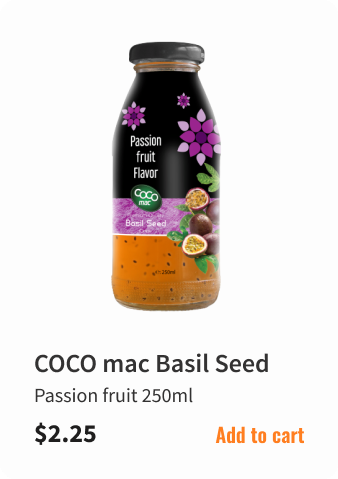 Passion
fruit
Flavor
COCO
mac
Basil Seed
250ml
COCO mac Basil Seed
Passion fruit 250ml
$2.25
Add to cart